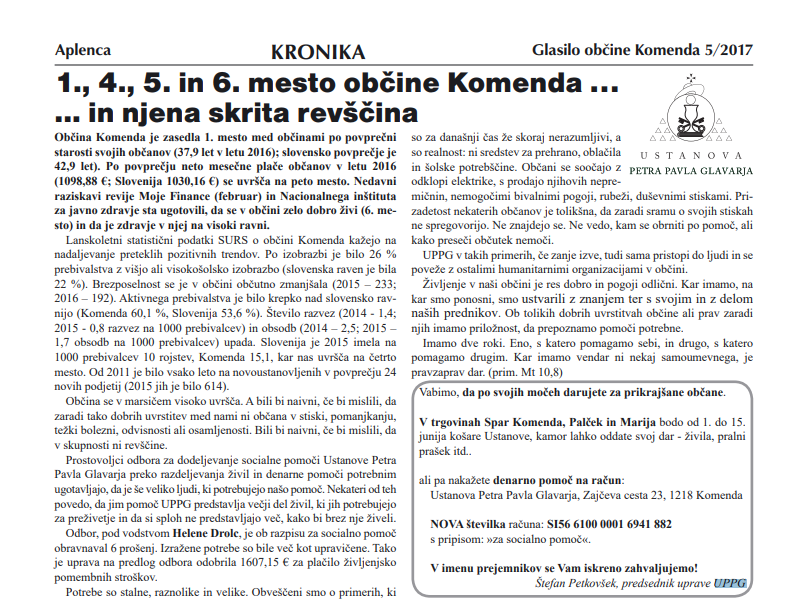 Aplenca
KRONIKA
Glasilo občine Komenda 5/2017
1., 4., 5. in 6. mesto občine Komenda ...
... in njena skrita revščina
Občina Komenda je zasedla 1. mesto med občinami po povprečni
starosti svojih občanov (37,9 let v letu 2016); slovensko povprečje je
42,9 let). Po povprečju neto mesečne plače občanov v letu 2016
(1098,88 €; Slovenija 1030,16 €) se uvršča na peto mesto. Nedavni
raziskavi revije Moje Finance (februar) in Nacionalnega inštituta
za javno zdravje sta ugotovili, da se v občini zelo dobro živi (6. me-
sto) in da je zdravje v njej na visoki ravni.
Lanskoletni statistični podatki SURS o občini Komenda kažejo na
nadaljevanje preteklih pozitivnih trendov. Po izobrazbi je bilo 26 %
prebivalstva z višjo ali visokošolsko izobrazbo (slovenska raven je bila
22 %). Brezposelnost se je v občini občutno zmanjšala (2015 – 233;
2016 – 192). Aktivnega prebivalstva je bilo krepko nad slovensko rav-
nijo (Komenda 60,1 %, Slovenija 53,6 %). Število razvez (2014 - 1,4;
2015 - 0,8 razvez na 1000 prebivalcev) in obsodb (2014 – 2,5; 2015 –
1,7 obsodb na 1000 prebivalcev) upada. Slovenija je 2015 imela na
1000 prebivalcev 10 rojstev, Komenda 15,1, kar nas uvršča na četrto
mesto. Od 2011 je bilo vsako leto na novoustanovljenih v povprečju 24
novih podjetij (2015 jih je bilo 614).
Občina se v marsičem visoko uvršča. A bili bi naivni, če bi mislili, da
zaradi tako dobrih uvrstitev med nami ni občana v stiski, pomanjkanju,
težki bolezni, odvisnosti ali osamljenosti. Bili bi naivni, če bi mislili, da
v skupnosti ni revščine.
Prostovoljci odbora za dodeljevanje socialne pomoči Ustanove Petra
Pavla Glavarja preko razdeljevanja živil in denarne pomoči potrebnim
ugotavljajo, da je še veliko ljudi, ki potrebujejo našo pomoč. Nekateri od teh
povedo, da jim pomoč UPPG predstavlja večji del živil, ki jih potrebujejo
za preživetje in da si sploh ne predstavljajo več, kako bi brez nje živeli.
Odbor, pod vodstvom Helene Drolc, je ob razpisu za socialno pomoč
obravnaval 6 prošenj. Izražene potrebe so bile več kot upravičene. Tako
je uprava na predlog odbora odobrila 1607,15 € za plačilo življenjsko
pomembnih stroškov.
Potrebe so stalne, raznolike in velike. Obveščeni smo o primerih, ki
so za današnji čas že skoraj nerazumljivi, a
so realnost: ni sredstev za prehrano, oblačila
in šolske potrebščine. Občani se soočajo z
odklopi elektrike, s prodajo njihovih nepre-
mičnin, nemogočimi bivalnimi pogoji, rubeži, duševnimi stiskami. Pri-
zadetost nekaterih občanov je tolikšna, da zaradi sramu o svojih stiskah
ne spregovorijo. Ne znajdejo se. Ne vedo, kam se obrniti po pomoč, ali
kako preseči občutek nemoči.
UPPG v takih primerih, če zanje izve, tudi sama pristopi do ljudi in se
poveže z ostalimi humanitarnimi organizacijami v občini.
Življenje v naši občini je res dobro in pogoji odlični. Kar imamo, na
kar smo ponosni, smo ustvarili z znanjem ter s svojim in z delom
naših prednikov. Ob tolikih dobrih uvrstitvah občine ali prav zaradi
njih imamo priložnost, da prepoznamo pomoči potrebne.
Imamo dve roki. Eno, s katero pomagamo sebi, in drugo, s katero
pomagamo drugim. Kar imamo vendar ni nekaj samoumevnega, je
pravzaprav dar. (prim. Mt 10,8)
USTANOVA
PETRA PAVLA GLAVARJA
Vabimo, da po svojih močeh darujete za prikrajšane občane.
V trgovinah Spar Komenda, Palček in Marija bodo od 1. do 15.
junija košare Ustanove, kamor lahko oddate svoj dar - živila, pralni
prašek itd..
ali pa nakažete denarno pomoč na račun:
Ustanova Petra Pavla Glavarja, Zajčeva cesta 23, 1218 Komenda
NOVA številka računa: SI56 6100 0001 6941 882
s pripisom: »za socialno pomoč«.
V imenu prejemnikov se Vam iskreno zahvaljujemo!
Štefan Petkovšek, predsednik uprave UPPG